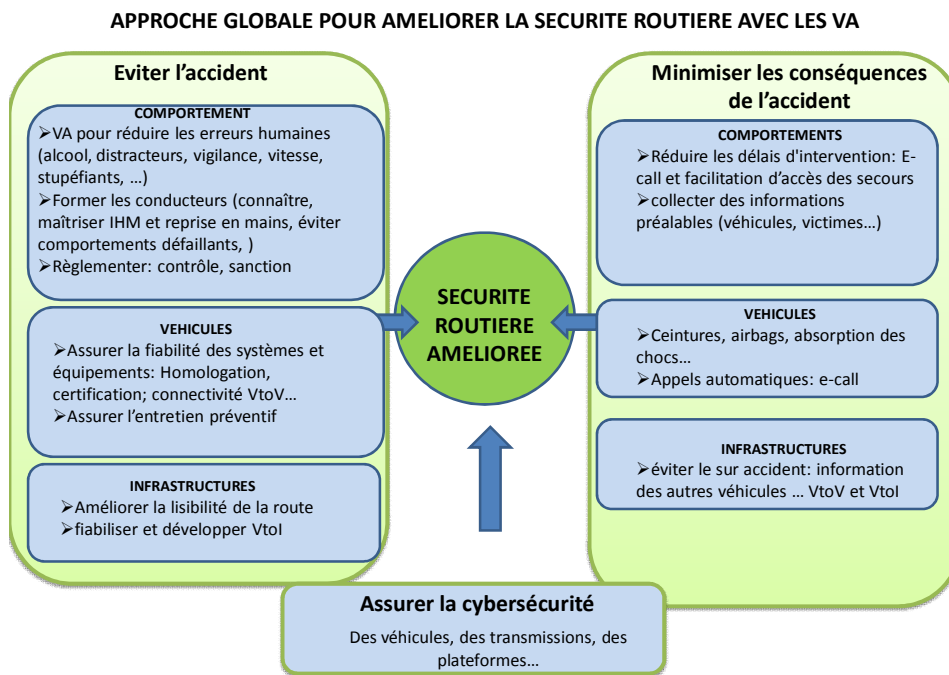 APPROCHE GLOBALE POUR AMELIORER LA SECURITE ROUTIERE AVEC LES VA
Eviter l’accident
COMPORTEMENT
➢VA pour réduire les erreurs humaines
(alcool, distracteurs, vigilance, vitesse,
stupéfiants, …)
➢Former les conducteurs (connaître,
maîtriser IHM et reprise en mains, éviter
comportements défaillants, )
➢Règlementer: contrôle, sanction
VEHICULES
➢Assurer la fiabilité des systèmes et
équipements: Homologation,
certification; connectivité VtoV…
➢Assurer l’entretien préventif
INFRASTRUCTURES
➢Améliorer la lisibilité de la route
➢fiabiliser et développer VtoI
SECURITE
ROUTIERE
AMELIOREE
Minimiser les conséquences
de l’accident
COMPORTEMENTS
➢Réduire les délais d'intervention: E-
call et facilitation d’accès des secours
➢collecter des informations
préalables (véhicules, victimes…)
VEHICULES
➢Ceintures, airbags, absorption des
chocs…
➢Appels automatiques: e-call
INFRASTRUCTURES
➢éviter le sur accident: information
des autres véhicules … VtoV et VtoI
Assurer la cybersécurité
Des véhicules, des transmissions, des
plateformes…